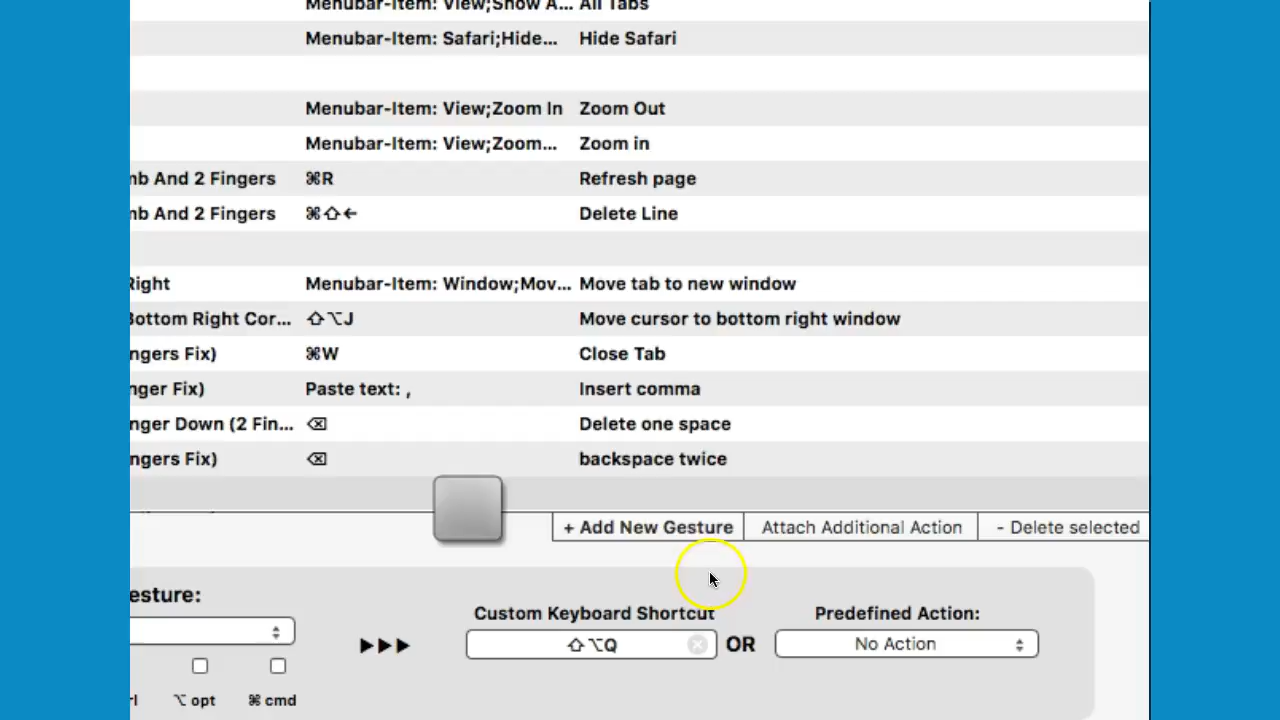 Menubar-Item: View;Show A... All Tabs
Menubar-Item: Safari;Hide... Hide Safari
Menubar-Item: View;Zoom In Zoom Out
Menubar-Item: View;Zoom... Zoom in
nb And 2 Fingers ⌘R Refresh page
nb And 2 Fingers ⌘⇧← Delete Line
Right Menubar-Item: Window;Mov... Move tab to new window
Bottom Right Cor... ⇧⌥J Move cursor to bottom right window
ngers Fix) ⌘W Close Tab
nger Fix) Paste text: , Insert comma
nger Down (2 Fin... ⌫ Delete one space
ngers Fix) ⌫ backspace twice
+ Add New Gesture Attach Additional Action - Delete selected
esture:
Custom Keyboard Shortcut Predefined Action:
▶▶▶ ⇧⌥Q OR No Action
rl ⌥ opt ⌘ cmd